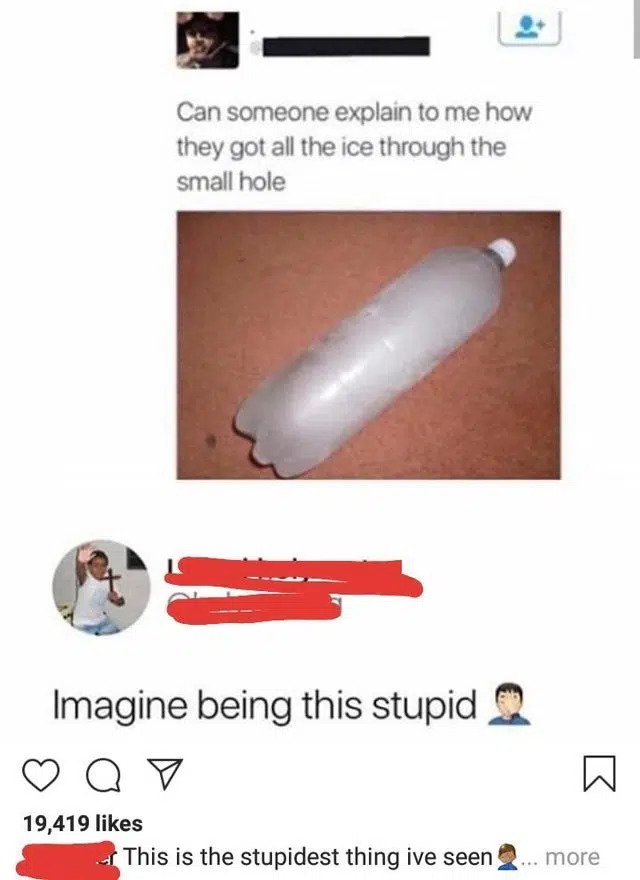 Can someone explain to me how
they got all the ice through the
small hole
Imagine being this stupid 🤦🏻‍♂️
19,419 likes
This is the stupidest thing ive seen🤦🏽‍♂️... more